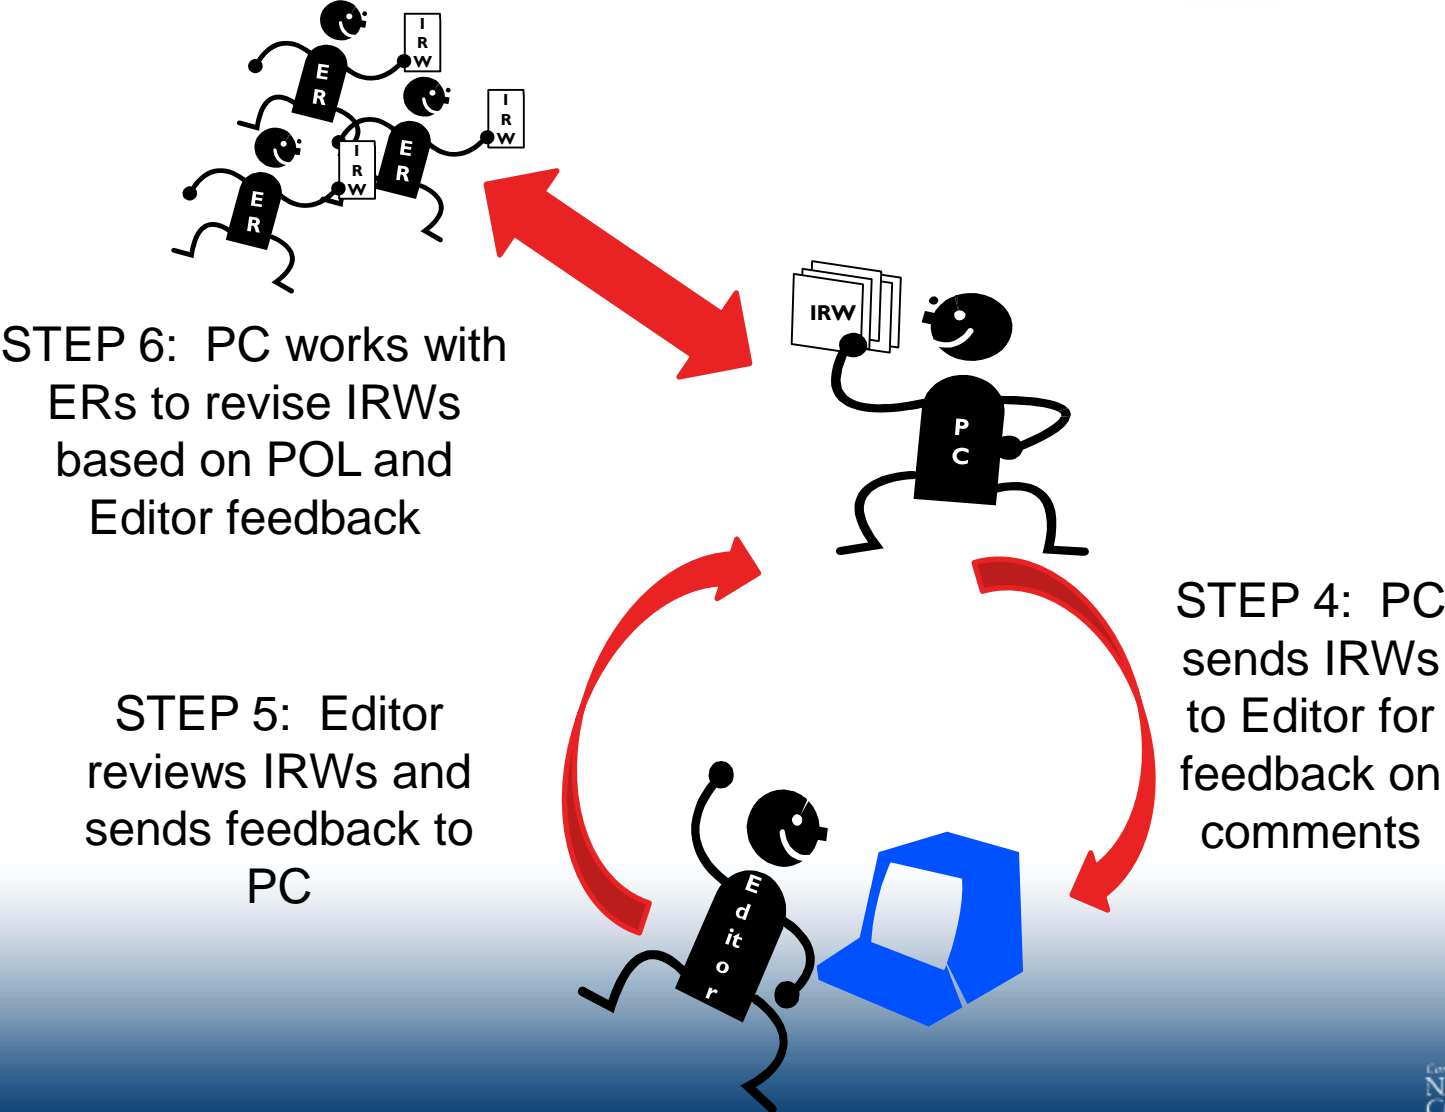 I
R
W
I
R
W
I
R
W
E
R
E
R
E
R
IRW
P
C
STEP 6: PC works with
ERs to revise IRWs
based on POL and
Editor feedback
STEP 4: PC
sends IRWs
to Editor for
feedback on
comments
STEP 5: Editor
reviews IRWs and
sends feedback to
PC
E
d
it
o
r